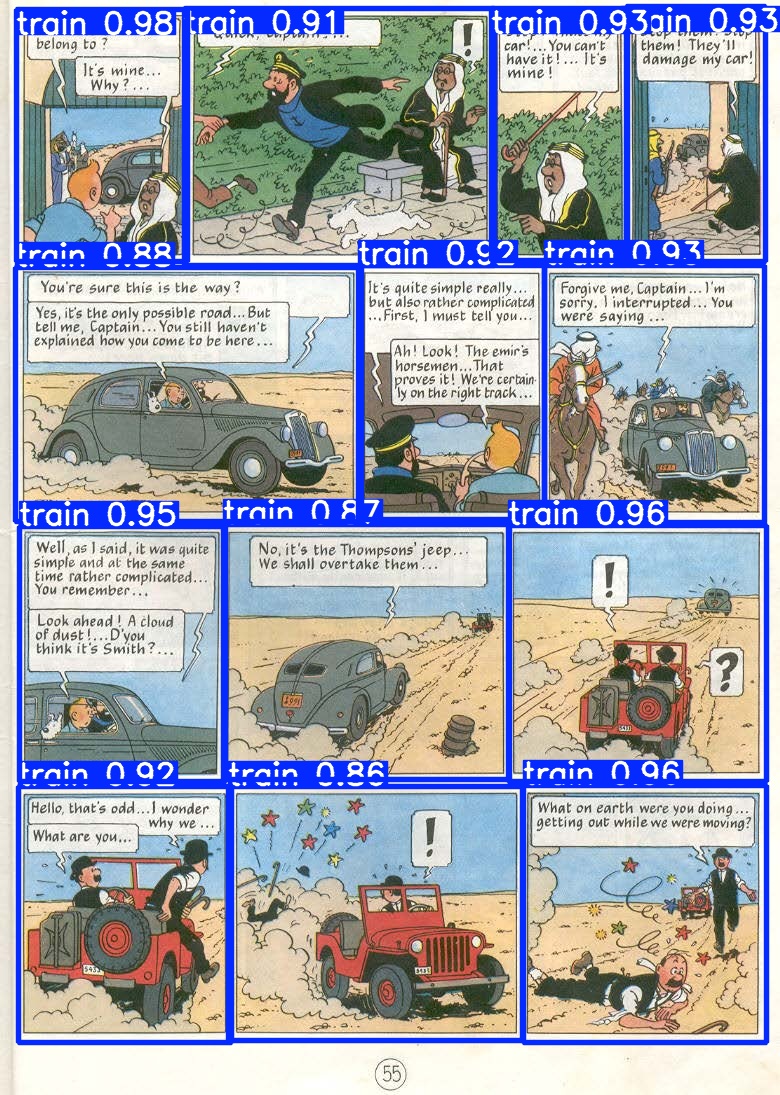 train 0.98
train 0.91
train 0.93
ain 0.93
belong to ?
It's mine...
Why ?...
!
car!...You can't
have it !... It's
mine !
them! They'll
damage my car!
train 0.88
train 0.92
train 0.93
You're sure this is the way ?
Yes, it's the only possible road...But
tell me, Captain...You still haven't
explained how you come to be here...
It's quite simple really...
but also rather complicated
...First, I must tell you...
Ah! Look! The emir's
horsemen...That
proves it! We're certain-
ly on the right track...
Forgive me, Captain...I'm
sorry. I interrupted...You
were saying...
train 0.95
train 0.87
train 0.96
Well, as I said, it was quite
simple and at the same
time rather complicated...
You remember...
Look ahead! A cloud
of dust!...D'you
think it's Smith?...
No, it's the Thompsons' jeep...
We shall overtake them...
!
?
train 0.92
train 0.86
train 0.96
Hello, that's odd...I wonder
why we...
What are you...
5433
!
What on earth were you doing...
getting out while we were moving?
55